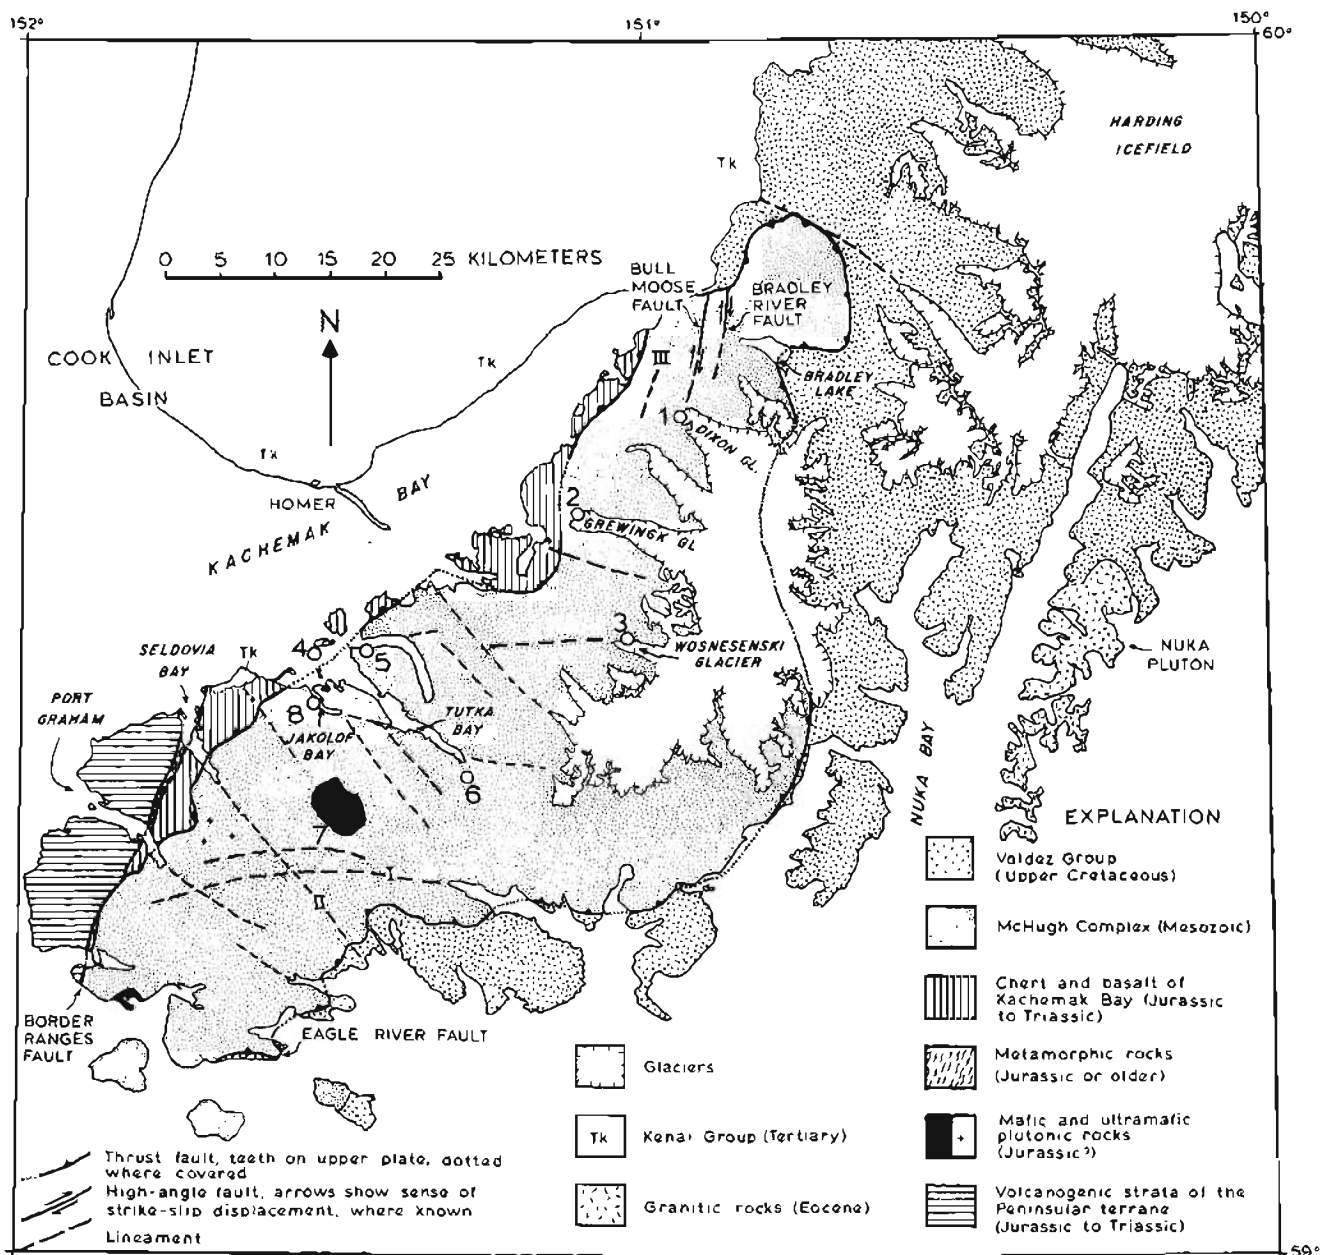 152°
151°
150°
60°
HARDING
ICEFIELD
Tk
0 5 10 15 20 25 KILOMETERS
BULL
MOOSE
FAULT
BRADLEY
RIVER
FAULT
N
COOK INLET
BASIN
Tk
III
BRADLEY
LAKE
1
DIXON GL.
Tk
HOMER
KACHEMAK BAY
2
GREWINGK GL.
3
WOSNESENSKI
GLACIER
4
5
SELDOVIA
BAY
Tk
NUKA
PLUTON
PORT
GRAHAM
8
JAKOLOF
BAY
TUTKA
BAY
6
NUKA BAY
7
I
II
BORDER
RANGES
FAULT
EAGLE RIVER FAULT
EXPLANATION
Valdez Group
(Upper Cretaceous)
McHugh Complex (Mesozoic)
Chert and basalt of
Kachemak Bay (Jurassic
to Triassic)
Metamorphic rocks
(Jurassic or older)
Mafic and ultramafic
plutonic rocks
(Jurassic?)
Volcanogenic strata of the
Peninsular terrane
(Jurassic to Triassic)
Glaciers
Tk
Kenai Group (Tertiary)
Granitic rocks (Eocene)
Thrust fault, teeth on upper plate, dotted
where covered
High-angle fault, arrows show sense of
strike-slip displacement, where known
Lineament
59°